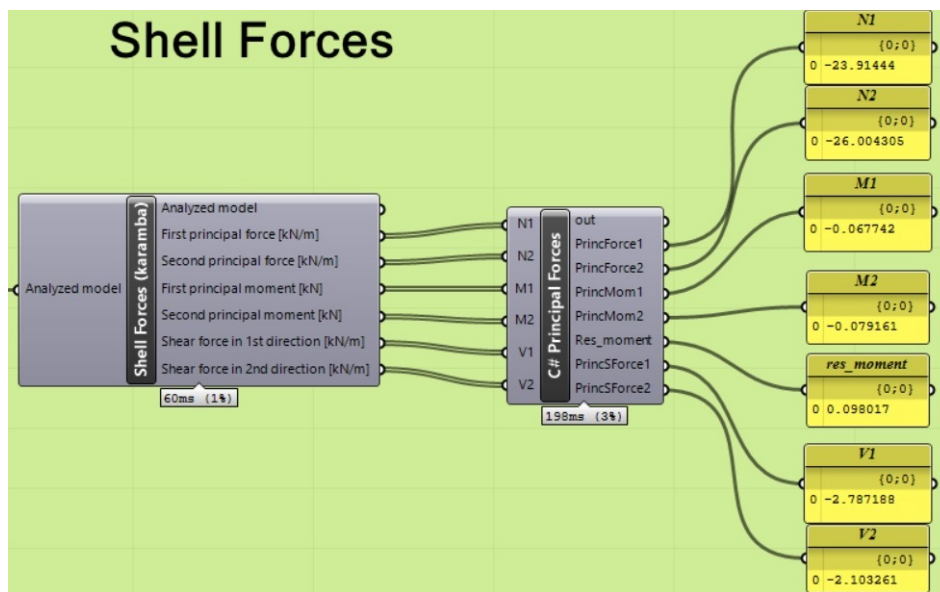 Shell Forces
Analyzed model
Shell Forces (karamba)
Analyzed model
First principal force [kN/m]
Second principal force [kN/m]
First principal moment [kN]
Second principal moment [kN]
Shear force in 1st direction [kN/m]
Shear force in 2nd direction [kN/m]
60ms (1%)
N1
N2
M1
M2
V1
V2
C# Principal Forces
out
PrincForce1
PrincForce2
PrincMom1
PrincMom2
Res_moment
PrincSForce1
PrincSForce2
198ms (3%)
N1
{0;0}
0 -23.91444
N2
{0;0}
0 -26.004305
M1
{0;0}
0 -0.067742
M2
{0;0}
0 -0.079161
res_moment
{0;0}
0 0.098017
V1
{0;0}
0 -2.787188
V2
{0;0}
0 -2.103261